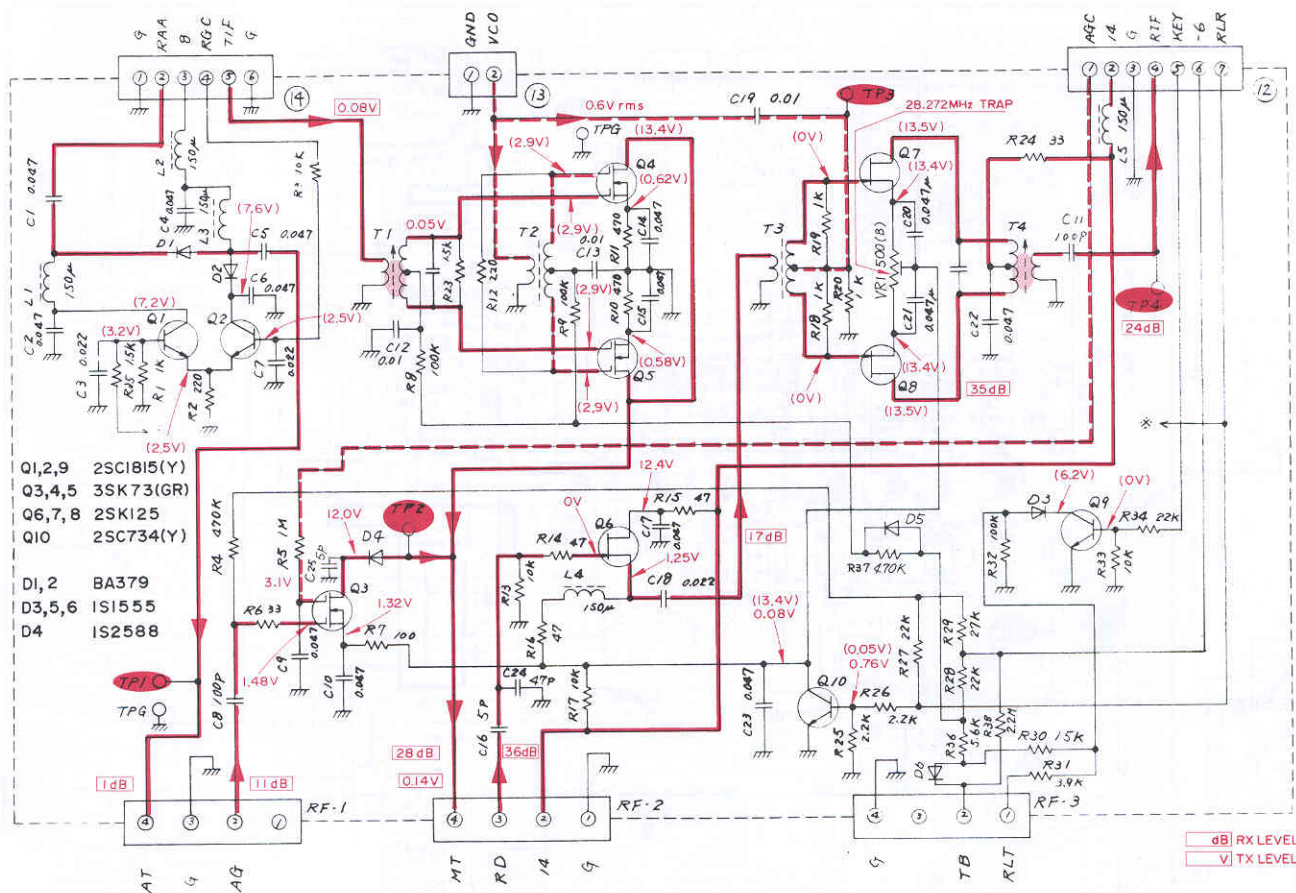 G
RAA
8
RGC
TIF
G
1 2 3 4 5 6
14
GND
VCO
1 2
13
AGC
14
G
RIF
KEY
-6
RLR
1 2 3 4 5 6 7
12
0.08V
0.6V rms
C19 0.01
TP3
28.272MHz TRAP
TPG
(13,4V)
(2.9V)
Q4
(0.62V)
(0V)
Q7
(13.5V)
(13.4V)
R24 33
150μ
L5
C1 0.047
L2
150μ
C4 0.047
150μ
L3
(7.6V)
C5 0.047
R3 10K
D1
D2
C6 0.047
L1
150μ
C2 0.047
(7.2V)
(3.2V)
Q1
Q2
(2.5V)
C3 0.022
R35 15K
R1 1K
R2 220
C7 0.022
(2,5V)
T1
0.05V
R23 15K
R12 220
T2
(2.9V)
0.01
C13
R11 470
C14 0.047
R9 100K
(2.9V)
R10 470
C15 0.047
C12 0.01
R8 100K
Q5
(0.58V)
(2.9V)
T3
R19 1K
R18 1K
R20 1K
VR1 500(B)
C20 0.047μ
C21 0.047μ
(13.4V)
(0V)
Q8
(13.5V)
35dB
T4
C22 0.047
C11 100P
TP4
24dB
※
Q1,2,9 2SC1815(Y)
Q3,4,5 3SK73(GR)
Q6,7,8 2SK125
Q10 2SC734(Y)
D1,2 BA379
D3,5,6 1S1555
D4 1S2588
R4 470K
R5 1M
3.1V
12,0V
TP2
D4
C25 5P
Q3
1.32V
R6 33
R7 100
C9 0.047
C10 0.047
1.48V
C8 100P
TP1
TPG
12,4V
0V
Q6
R15 47
C17 0.047
R14 47
R13 10K
L4
150μ
1,25V
C18 0.022
R16 47
C24 47P
C16 5P
R17 10K
17dB
(13,4V)
0.08V
D5
R37 470K
(6.2V)
(0V)
D3
Q9
R34 22K
R32 100K
R33 10K
R27 22K
R29 27K
R28 22K
(0.05V)
0.76V
C23 0.047
Q10
R26 2.2K
R25 2.2K
R36 5.6K
R38 2.2K
R30 15K
R31 3.9K
D6
1dB
11dB
28dB
0.14V
36dB
4 3 2 1
RF-1
AT
G
AG
4 3 2 1
RF-2
MT
RD
14
G
4 3 2 1
RF-3
G
TB
RLT
dB RX LEVEL
V TX LEVEL